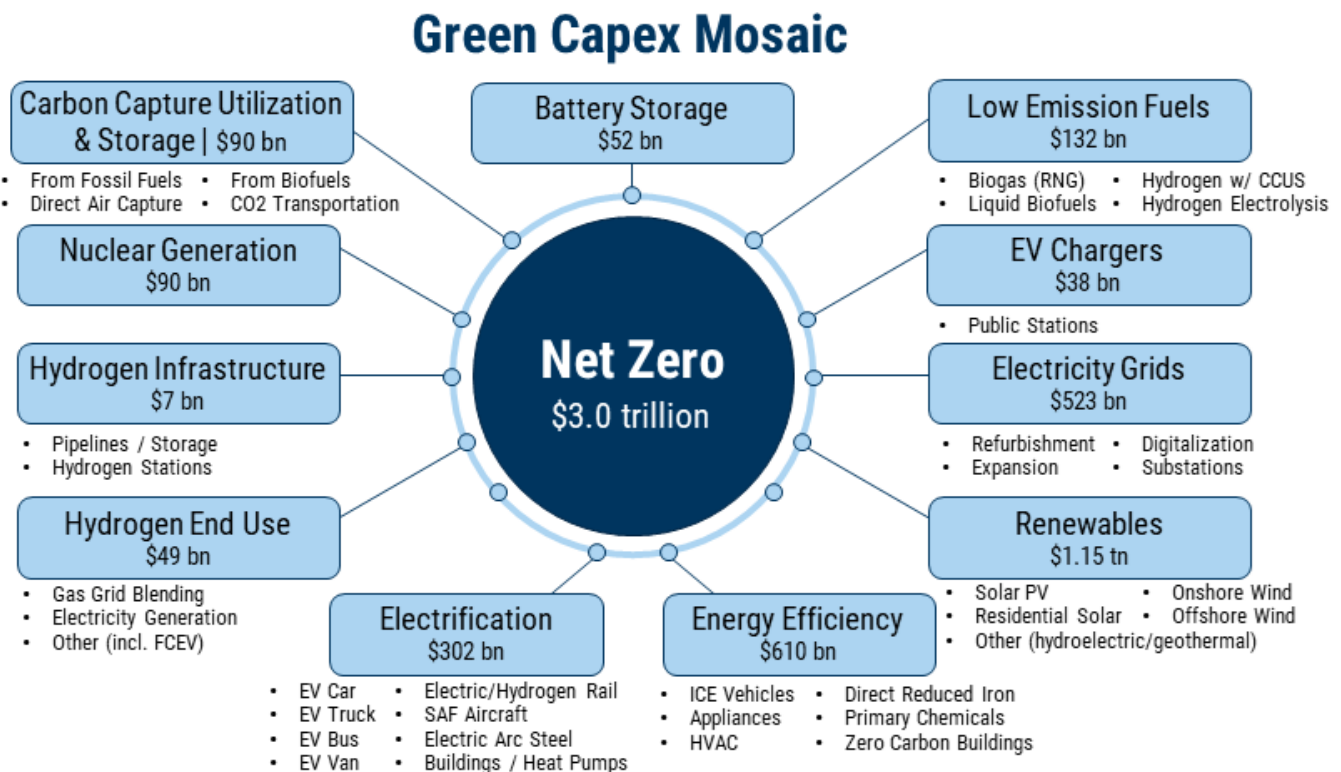 Green Capex Mosaic
Carbon Capture Utilization
& Storage | $90 bn
• From Fossil Fuels • From Biofuels
• Direct Air Capture • CO2 Transportation
Battery Storage
$52 bn
Low Emission Fuels
$132 bn
• Biogas (RNG) • Hydrogen w/ CCUS
• Liquid Biofuels • Hydrogen Electrolysis
Nuclear Generation
$90 bn
EV Chargers
$38 bn
• Public Stations
Net Zero
$3.0 trillion
Hydrogen Infrastructure
$7 bn
• Pipelines / Storage
• Hydrogen Stations
Electricity Grids
$523 bn
• Refurbishment • Digitalization
• Expansion • Substations
Hydrogen End Use
$49 bn
• Gas Grid Blending
• Electricity Generation
• Other (incl. FCEV)
Renewables
$1.15 tn
• Solar PV • Onshore Wind
• Residential Solar • Offshore Wind
• Other (hydroelectric/geothermal)
Electrification
$302 bn
• EV Car • Electric/Hydrogen Rail
• EV Truck • SAF Aircraft
• EV Bus • Electric Arc Steel
• EV Van • Buildings / Heat Pumps
Energy Efficiency
$610 bn
• ICE Vehicles • Direct Reduced Iron
• Appliances • Primary Chemicals
• HVAC • Zero Carbon Buildings